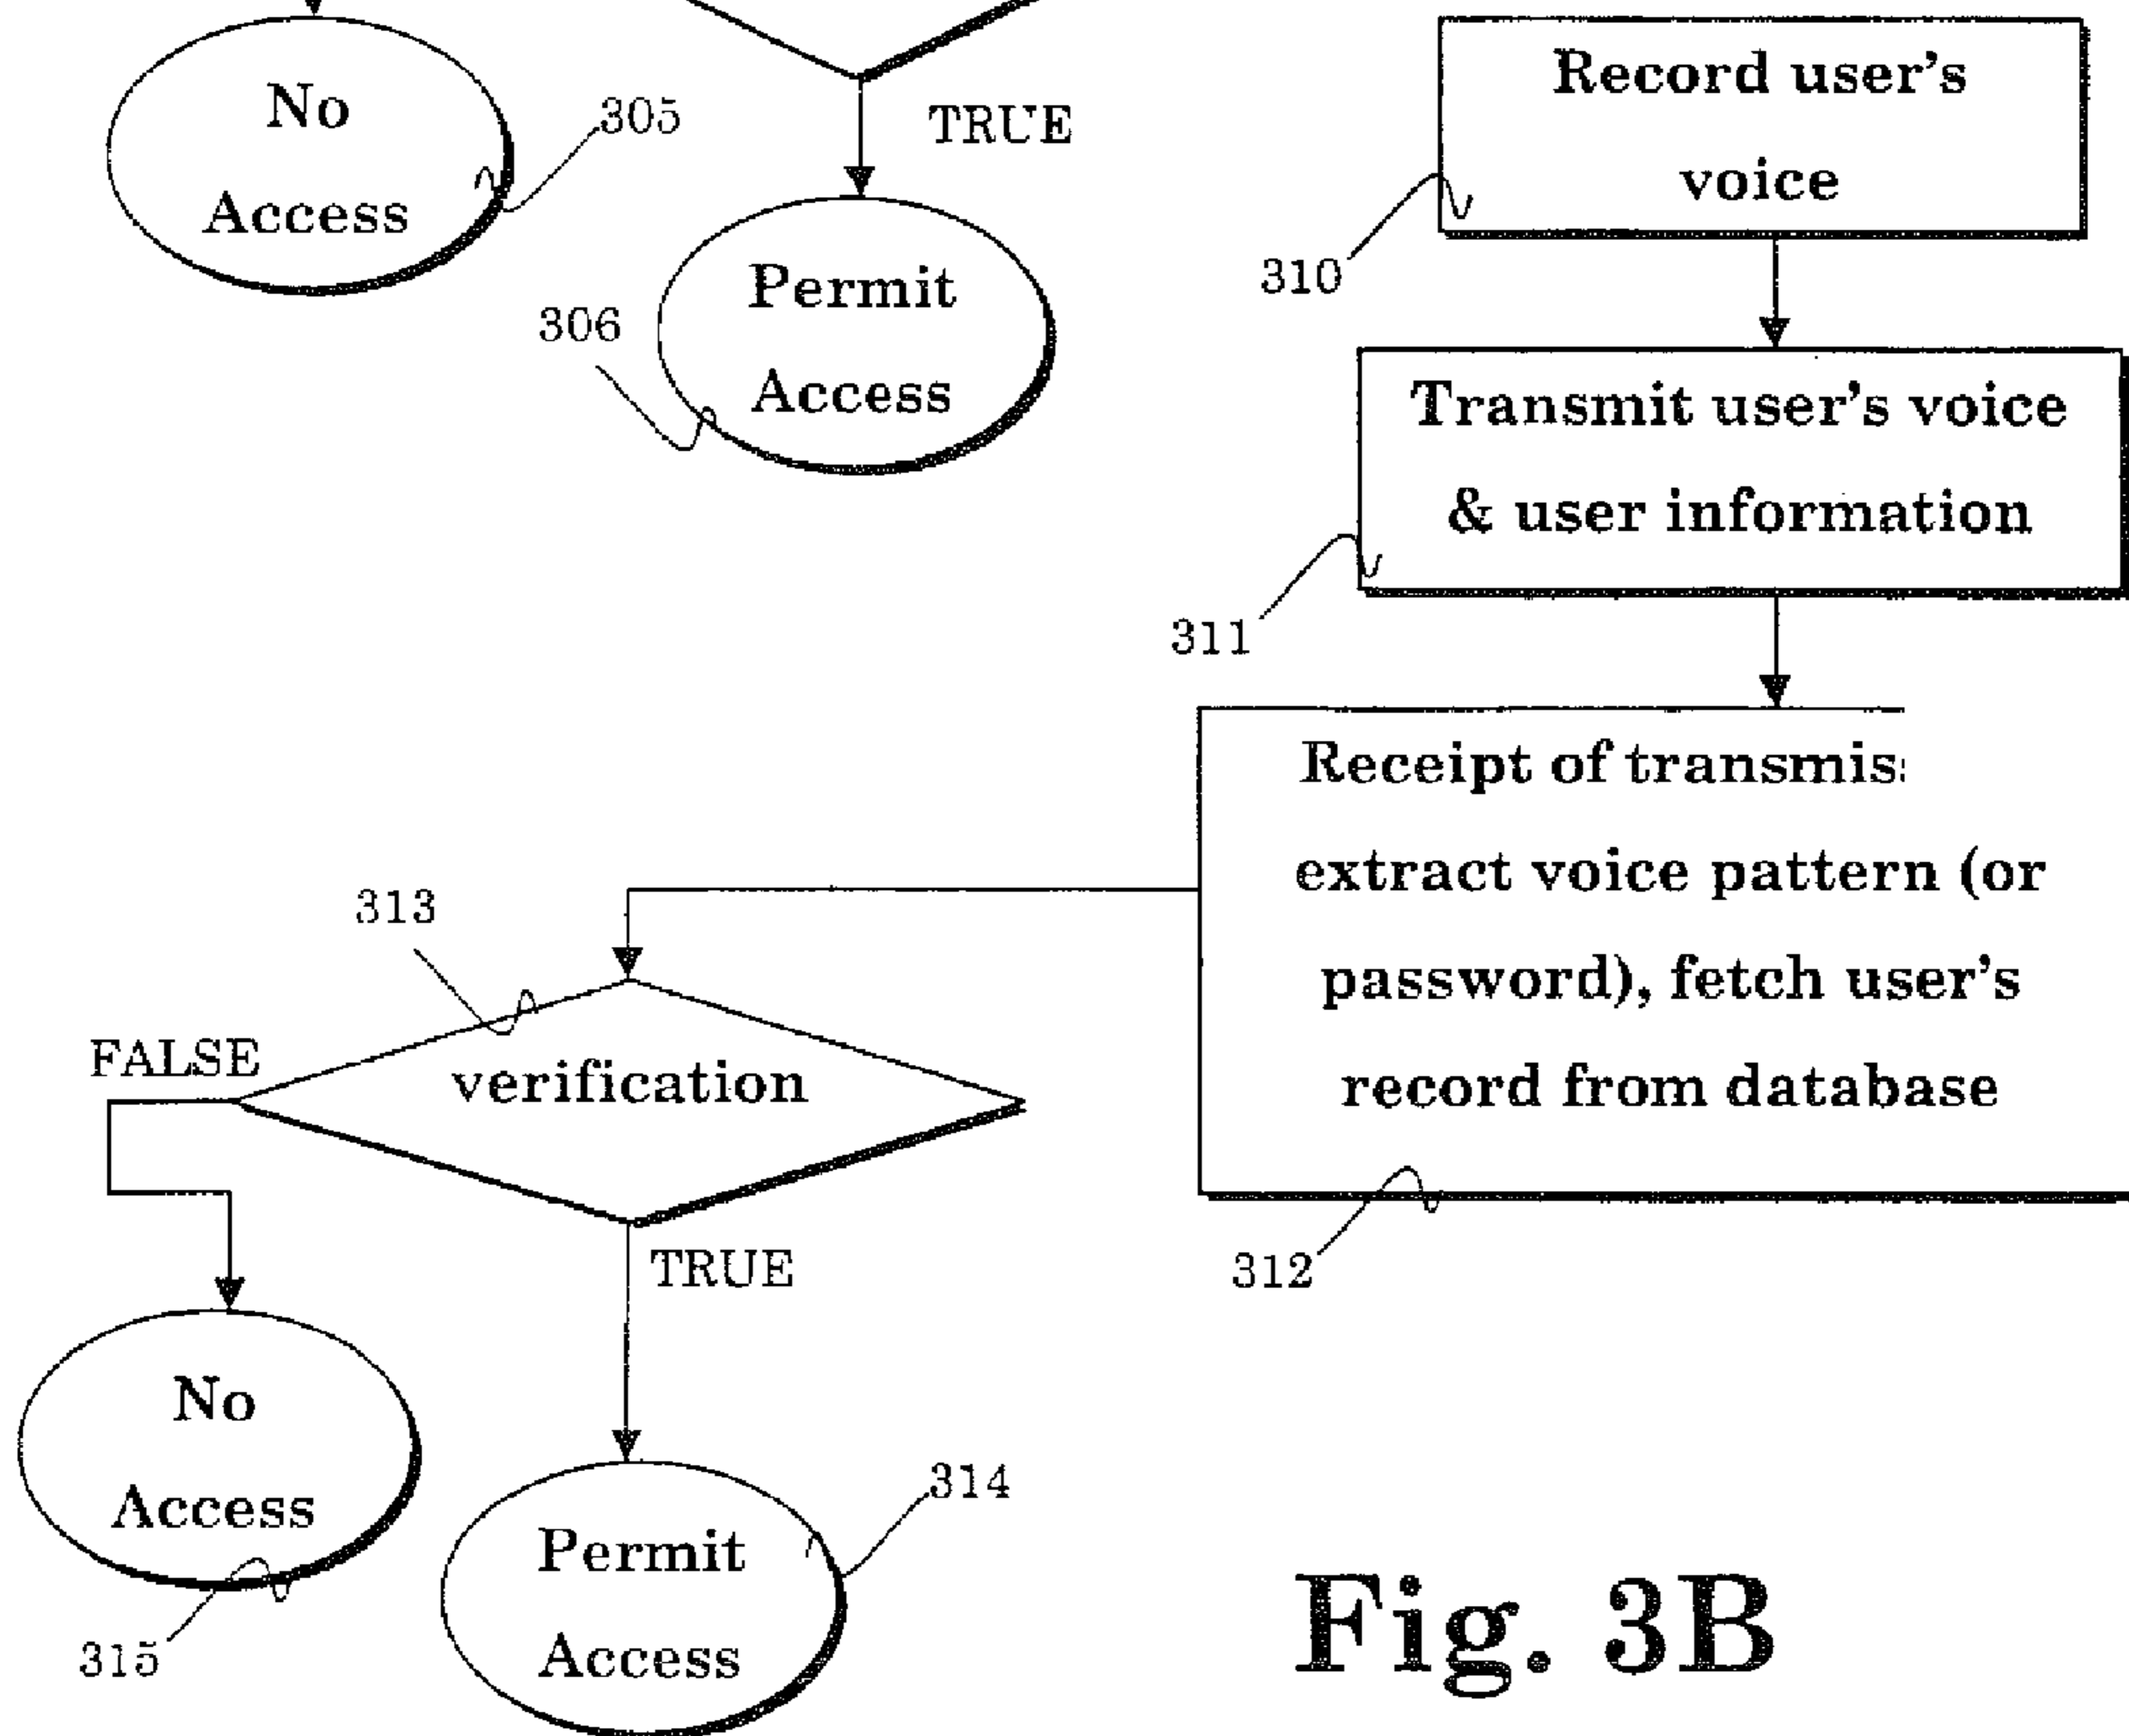 No
Access
305
TRUE
Permit
Access
306
Record user's
voice
310
Transmit user's voice
& user information
311
Receipt of
extract voice pattern (or
password), fetch user's
record from database
312
313
verification
FALSE
TRUE
No
Access
315
Permit
Access
314
Fig. 3B